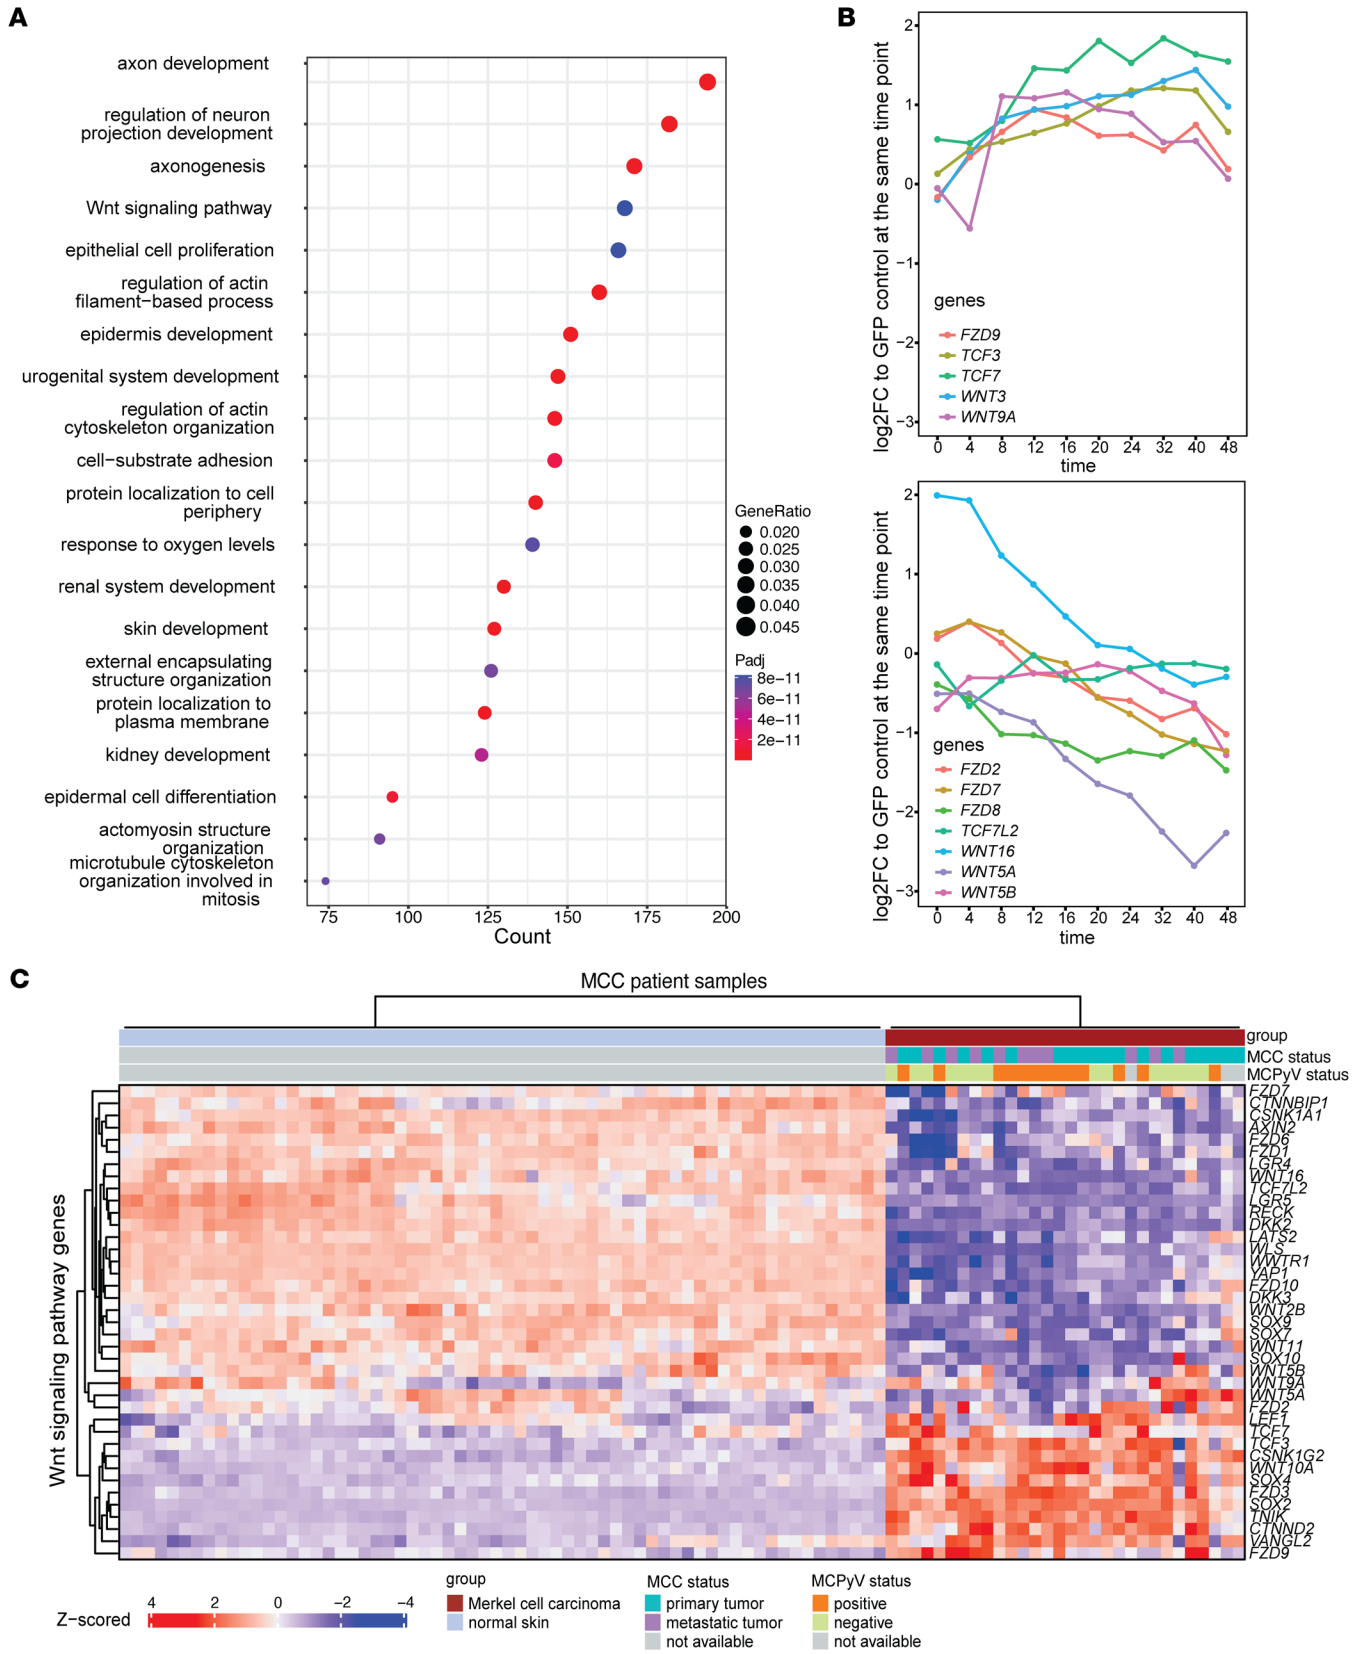 A
axon development
regulation of neuron
projection development
axonogenesis
Wnt signaling pathway
epithelial cell proliferation
regulation of actin
filament−based process
epidermis development
urogenital system development
regulation of actin
cytoskeleton organization
cell−substrate adhesion
protein localization to cell
periphery
response to oxygen levels
renal system development
skin development
external encapsulating
structure organization
protein localization to
plasma membrane
kidney development
epidermal cell differentiation
actomyosin structure
organization
microtubule cytoskeleton
organization involved in
mitosis
75 100 125 150 175 200
Count
GeneRatio
0.020
0.025
0.030
0.035
0.040
0.045
Padj
8e−11
6e−11
4e−11
2e−11
B
log2FC to GFP control at the same time point
2
1
0
−1
−2
−3
genes
FZD9
TCF3
TCF7
WNT3
WNT9A
0 4 8 12 16 20 24 32 40 48
time
log2FC to GFP control at the same time point
2
1
0
−1
−2
−3
genes
FZD2
FZD7
FZD8
TCF7L2
WNT16
WNT5A
WNT5B
0 4 8 12 16 20 24 32 40 48
time
C
MCC patient samples
group
MCC status
MCPyV status
Wnt signaling pathway genes
FZD7
CTNNBIP1
CSNK1A1
AXIN2
FZD6
FZD1
LGR4
WNT16
TCF7L2
LGR5
RECK
DKK2
LATS2
WLS
WWTR1
YAP1
FZD10
DKK3
WNT2B
SOX9
SOX7
WNT11
SOX10
WNT5B
WNT9A
WNT5A
FZD2
LEF1
TCF7
TCF3
CSNK1G2
WNT10A
SOX4
FZD3
SOX2
TNIK
CTNND2
VANGL2
FZD9
Z−scored
4 2 0 −2 −4
group
Merkel cell carcinoma
normal skin
MCC status
primary tumor
metastatic tumor
not available
MCPyV status
positive
negative
not available